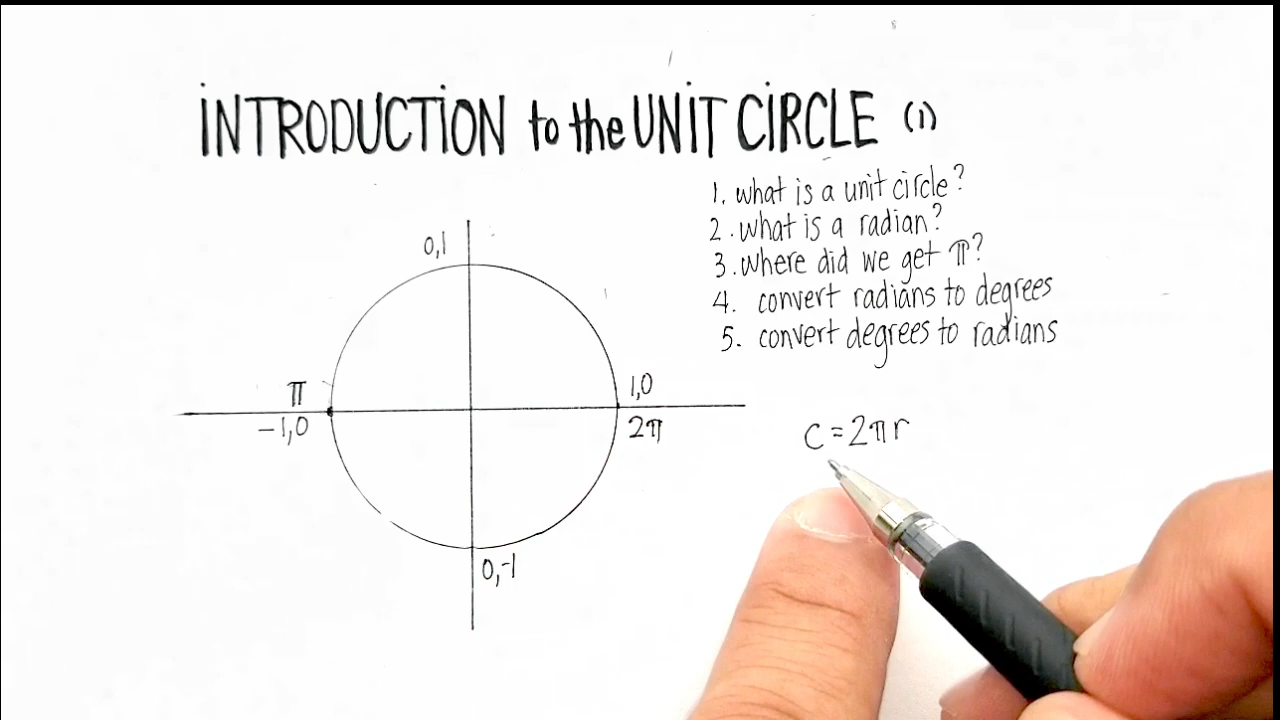 INTRODUCTION to the UNIT CIRCLE (1)
1. what is a unit circle?
2. what is a radian?
3. where did we get π?
4. convert radians to degrees
5. convert degrees to radians
0,1
π
1,0
-1,0
2π
C=2πr
0,-1